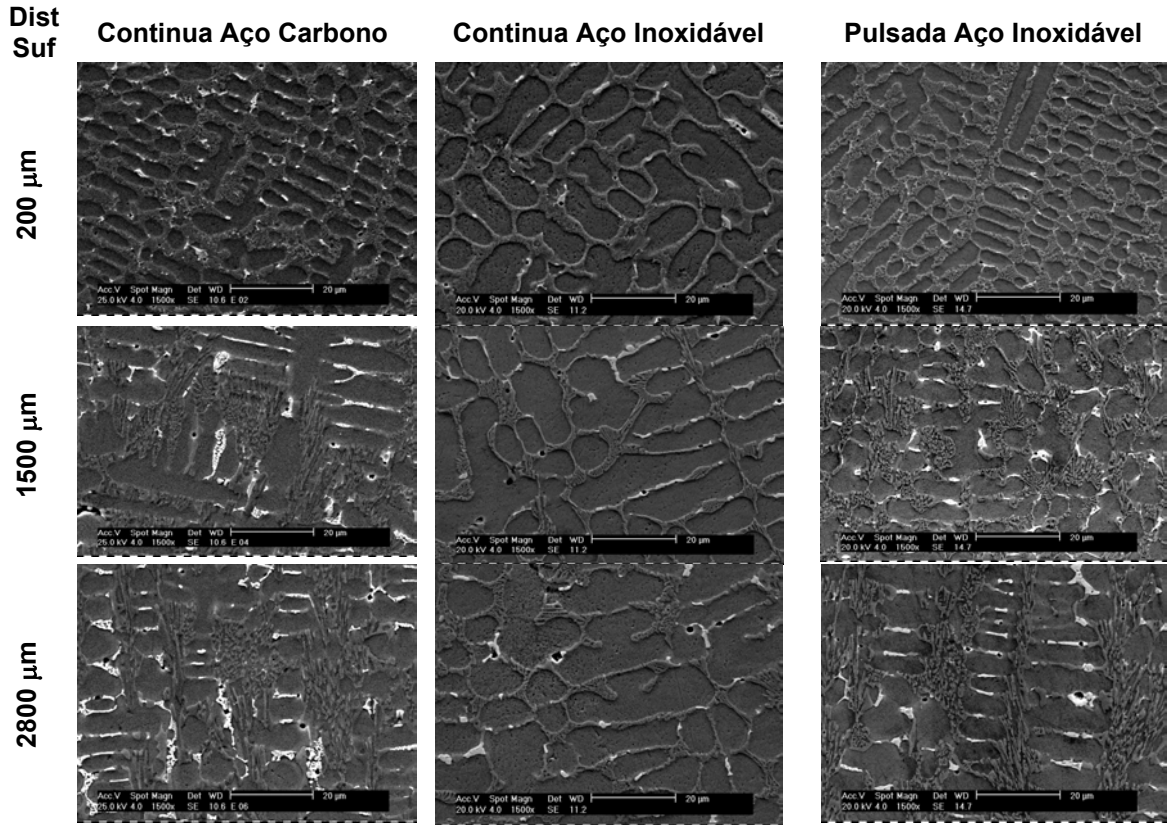 Dist
Suf
Continua Aço Carbono
Continua Aço Inoxidável
Pulsada Aço Inoxidável
200 µm
Acc.V Spot Magn Det WD 20 µm
25.0 kV 4.0 1500x SE 10.6 E 02
Acc.V Spot Magn Det WD 20 µm
20.0 kV 4.0 1500x SE 11.2
Acc.V Spot Magn Det WD 20 µm
20.0 kV 4.0 1500x SE 14.7
1500 µm
Acc.V Spot Magn Det WD 20 µm
25.0 kV 4.0 1500x SE 10.6 E 04
Acc.V Spot Magn Det WD 20 µm
20.0 kV 4.0 1500x SE 11.2
Acc.V Spot Magn Det WD 20 µm
20.0 kV 4.0 1500x SE 14.7
2800 µm
Acc.V Spot Magn Det WD 20 µm
25.0 kV 4.0 1500x SE 10.6 E 06
Acc.V Spot Magn Det WD 20 µm
20.0 kV 4.0 1500x SE 11.2
Acc.V Spot Magn Det WD 20 µm
20.0 kV 4.0 1500x SE 14.7